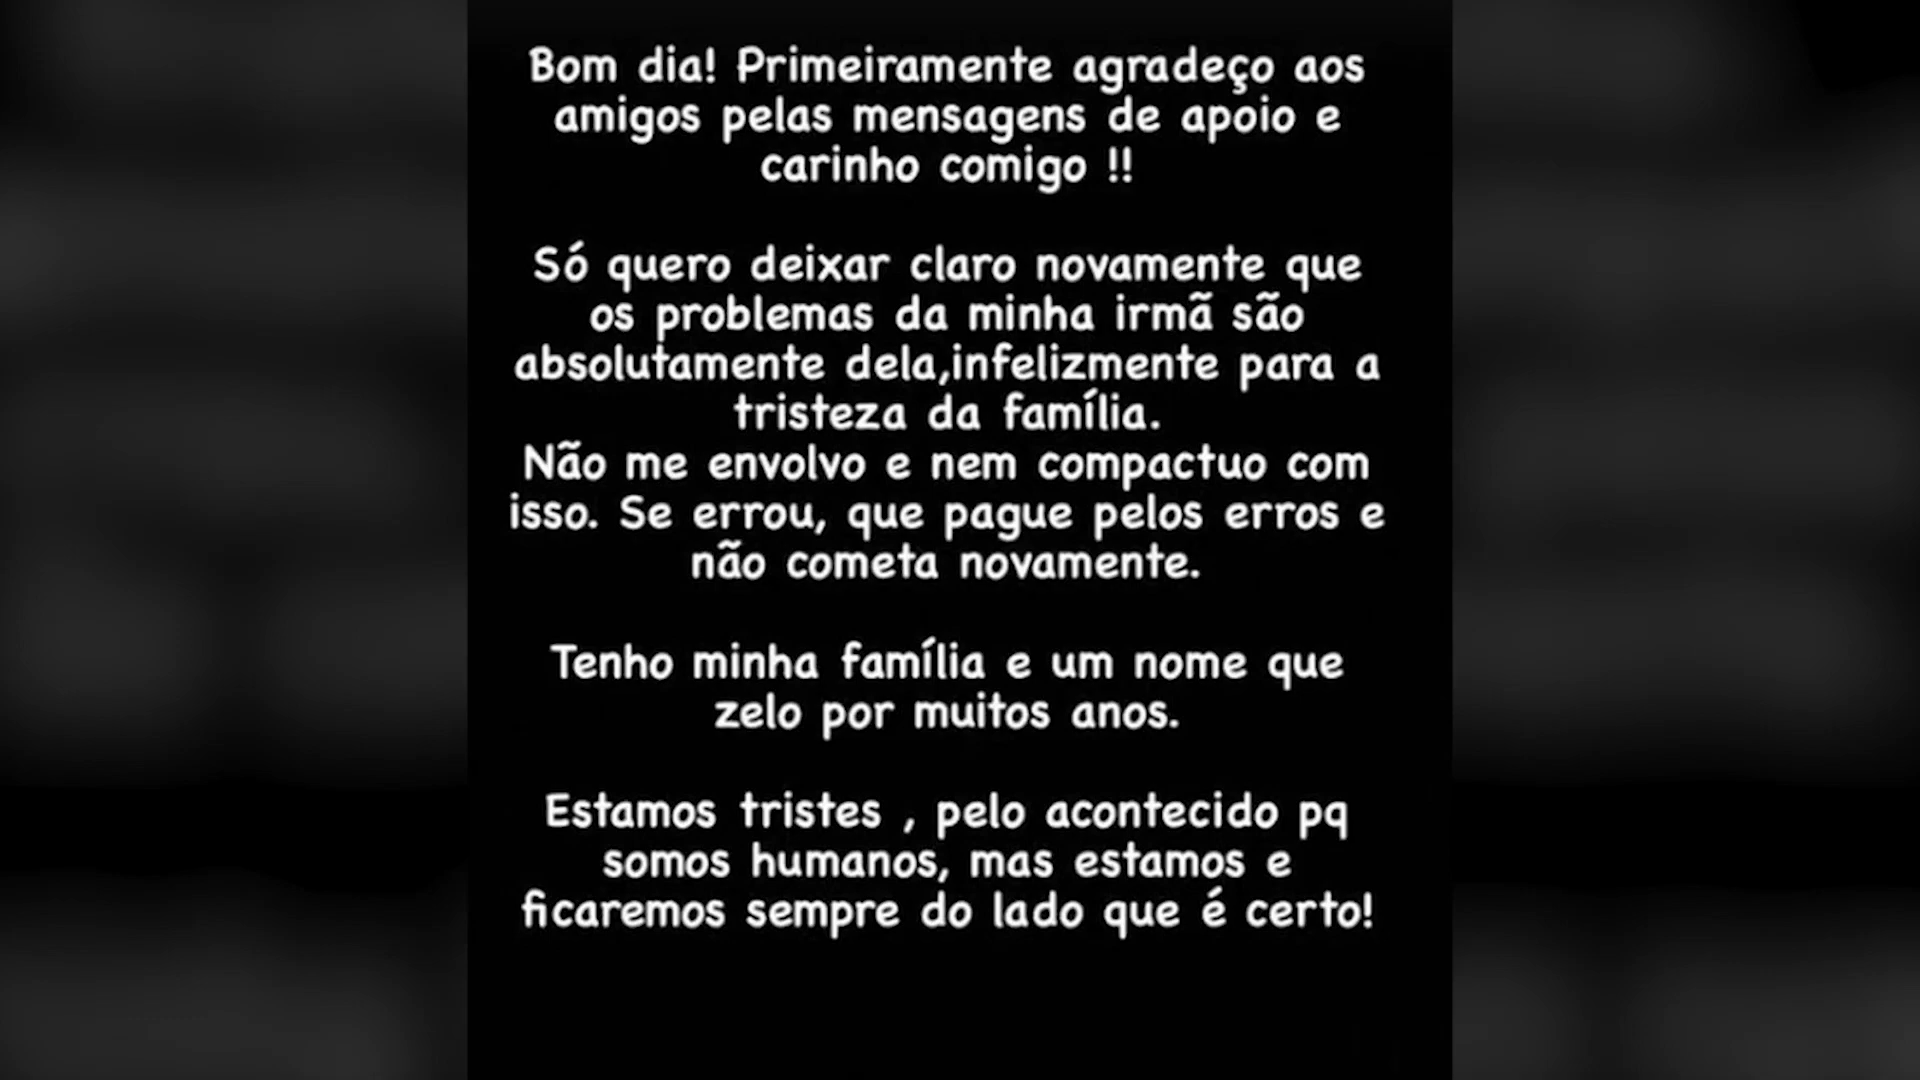 Bom dia! Primeiramente agradeço aos
amigos pelas mensagens de apoio e
carinho comigo !!
Só quero deixar claro novamente que
os problemas da minha irmã são
absolutamente dela,infelizmente para a
tristeza da família.
Não me envolvo e nem compactuo com
isso. Se errou, que pague pelos erros e
não cometa novamente.
Tenho minha família e um nome que
zelo por muitos anos.
Estamos tristes , pelo acontecido pq
somos humanos, mas estamos e
ficaremos sempre do lado que é certo!